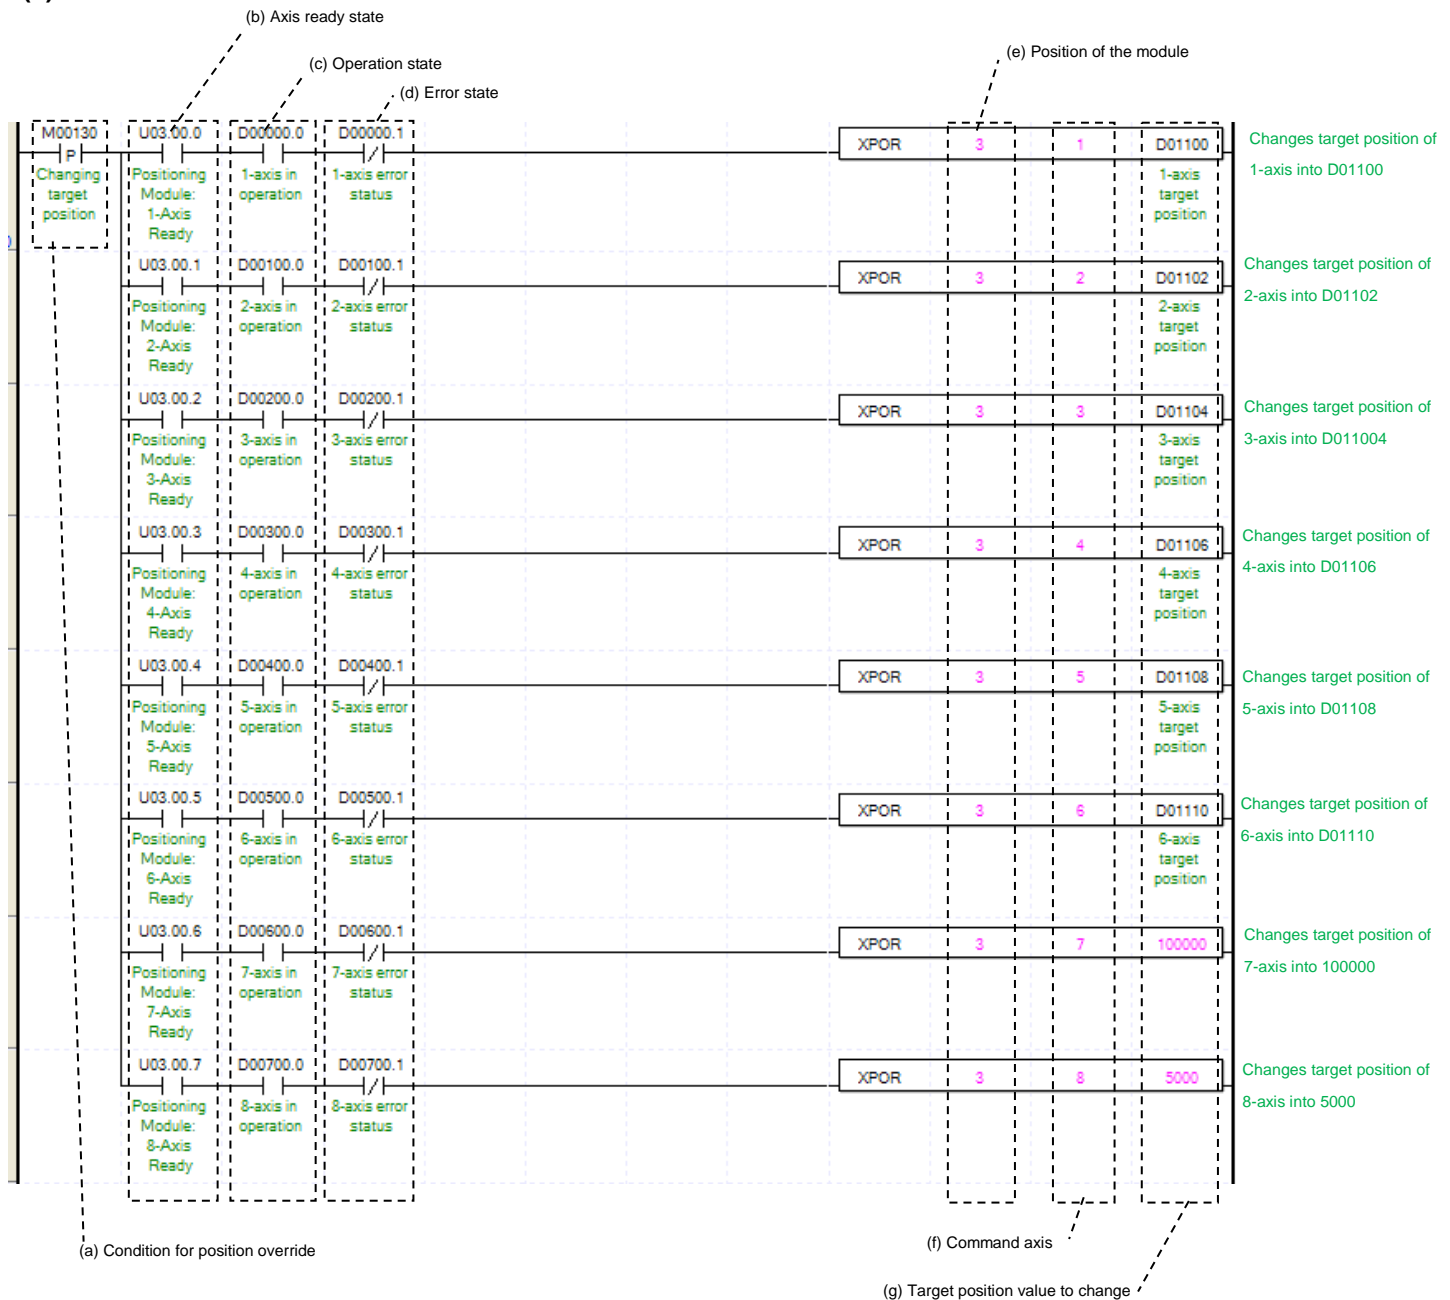 (b) Axis ready state
(c) Operation state
(d) Error state
(e) Position of the module
M00130
P
Changing
target
position
U03.00.0 D00000.0 D00000.1
XPOR 3 1 D01100
Positioning
Module:
1-Axis
Ready
1-axis in
operation
1-axis error
status
1-axis
target
position
Changes target position of
1-axis into D01100
U03.00.1 D00100.0 D00100.1
XPOR 3 2 D01102
Positioning
Module:
2-Axis
Ready
2-axis in
operation
2-axis error
status
2-axis
target
position
Changes target position of
2-axis into D01102
U03.00.2 D00200.0 D00200.1
XPOR 3 3 D01104
Positioning
Module:
3-Axis
Ready
3-axis in
operation
3-axis error
status
3-axis
target
position
Changes target position of
3-axis into D011004
U03.00.3 D00300.0 D00300.1
XPOR 3 4 D01106
Positioning
Module:
4-Axis
Ready
4-axis in
operation
4-axis error
status
4-axis
target
position
Changes target position of
4-axis into D01106
U03.00.4 D00400.0 D00400.1
XPOR 3 5 D01108
Positioning
Module:
5-Axis
Ready
5-axis in
operation
5-axis error
status
5-axis
target
position
Changes target position of
5-axis into D01108
U03.00.5 D00500.0 D00500.1
XPOR 3 6 D01110
Positioning
Module:
6-Axis
Ready
6-axis in
operation
6-axis error
status
6-axis
target
position
Changes target position of
6-axis into D01110
U03.00.6 D00600.0 D00600.1
XPOR 3 7 100000
Positioning
Module:
7-Axis
Ready
7-axis in
operation
7-axis error
status
Changes target position of
7-axis into 100000
U03.00.7 D00700.0 D00700.1
XPOR 3 8 5000
Positioning
Module:
8-Axis
Ready
8-axis in
operation
8-axis error
status
Changes target position of
8-axis into 5000
(a) Condition for position override
(f) Command axis
(g) Target position value to change